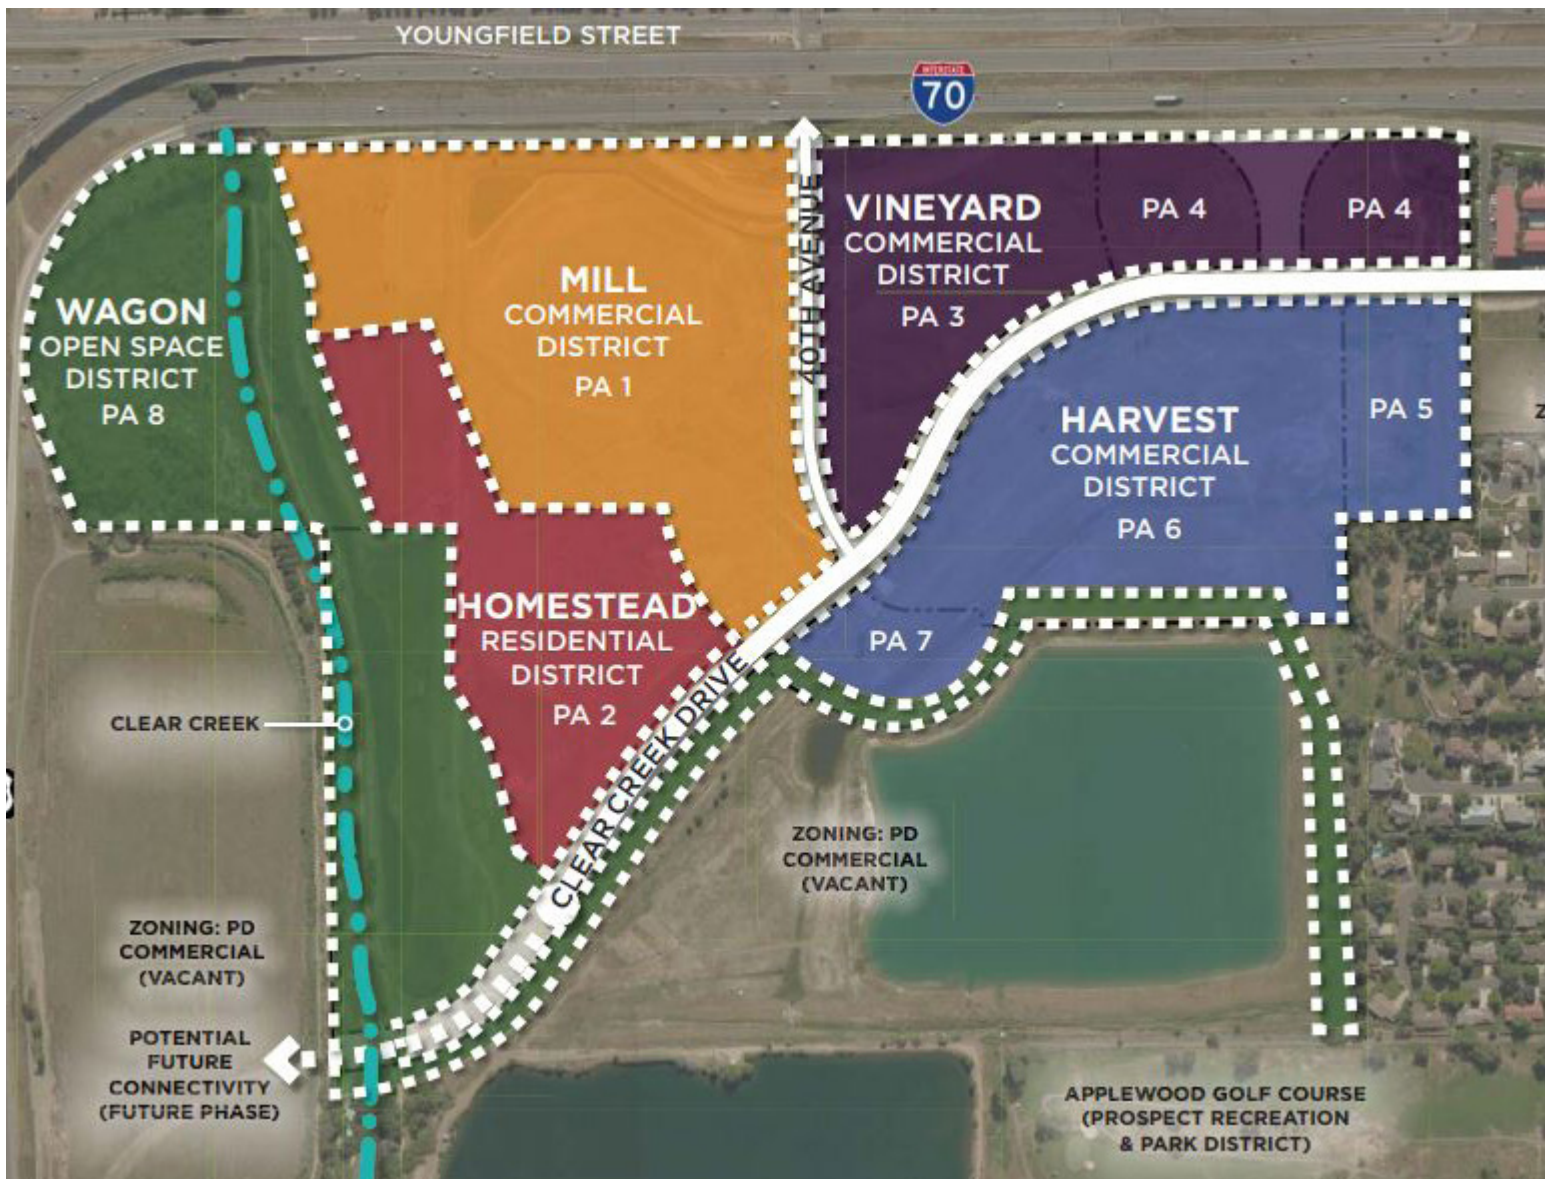 YOUNGFIELD STREET
INTERSTATE
70
40TH AVENUE
VINEYARD
COMMERCIAL
DISTRICT
PA 3
PA 4
PA 4
MILL
COMMERCIAL
DISTRICT
PA 1
WAGON
OPEN SPACE
DISTRICT
PA 8
HARVEST
COMMERCIAL
DISTRICT
PA 6
PA 5
PA 7
HOMESTEAD
RESIDENTIAL
DISTRICT
PA 2
CLEAR CREEK
CLEAR CREEK DRIVE
ZONING: PD
COMMERCIAL
(VACANT)
ZONING: PD
COMMERCIAL
(VACANT)
POTENTIAL
FUTURE
CONNECTIVITY
(FUTURE PHASE)
APPLEWOOD GOLF COURSE
(PROSPECT RECREATION
& PARK DISTRICT)